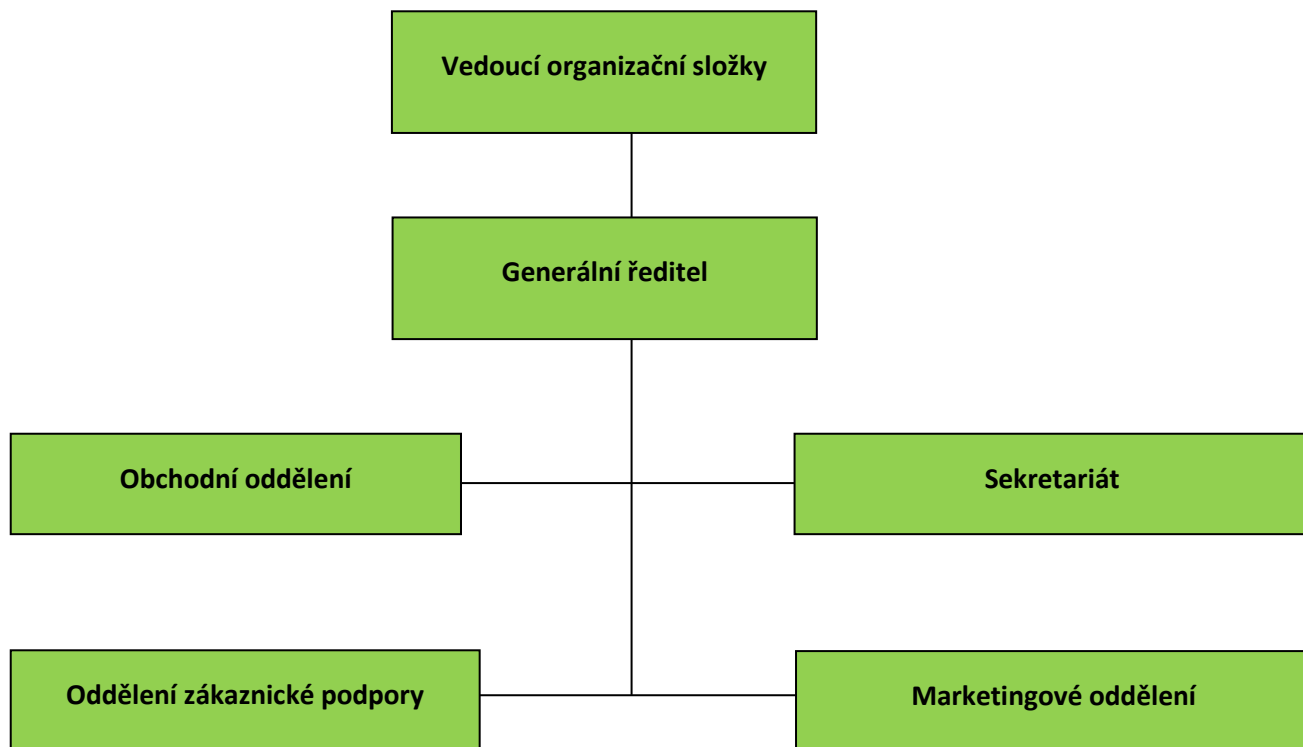 Vedoucí organizační složky
Generální ředitel
Obchodní oddělení
Sekretariát
Oddělení zákaznické podpory
Marketingové oddělení